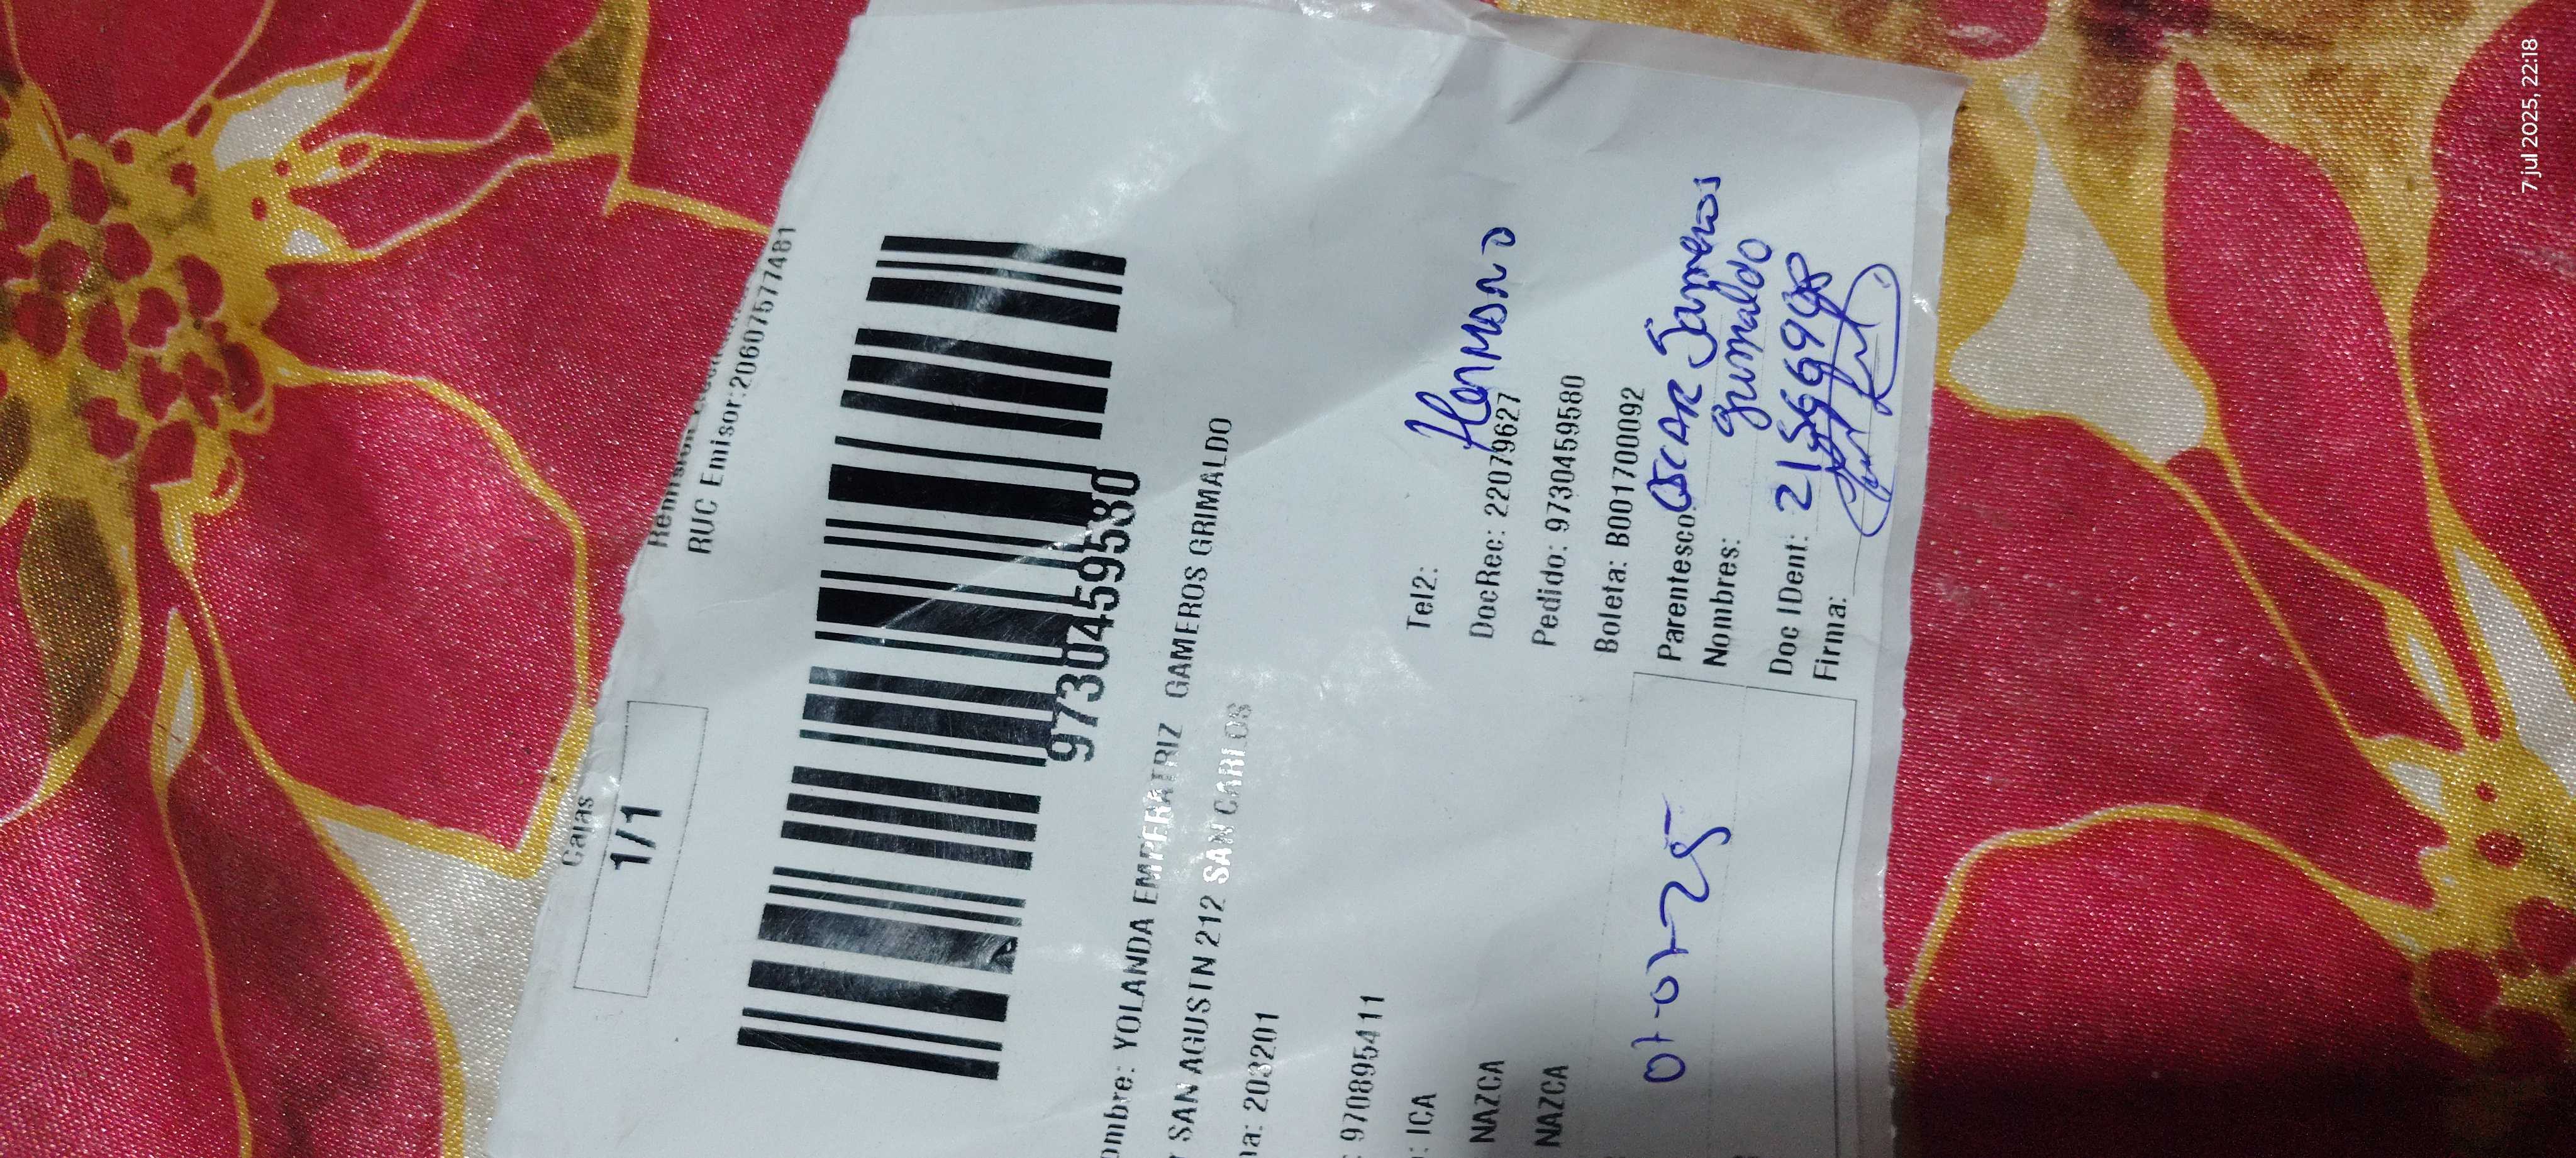 RUC Emisor:20607577481
Cajas
1/1
9730459580
ombre: YOLANDA EMPERATRIZ GAMEROS GRIMALDO
SAN AGUSTIN 212 SAN CARLOS
na: 203201
: 970895411
: ICA
NAZCA
NAZCA
Tel2:
Hermano
DocRec: 22079627
Pedido: 9730459580
Boleta: B001700092
Parentesco: OSCAR Gameros
Nombres: Grimaldo
Doc IDent:
Firma:
07-07-25
7 jul 2025, 22:18